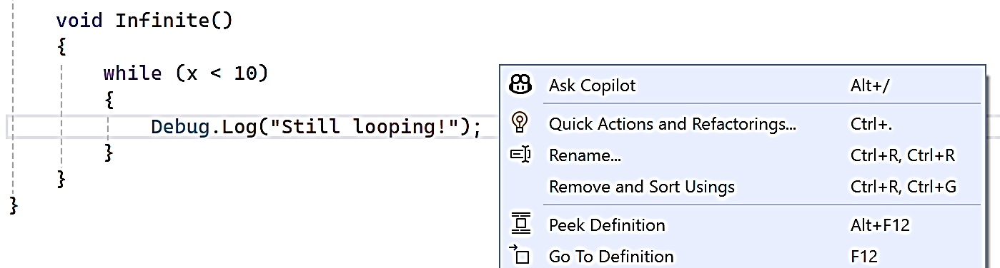 void Infinite()
{
while (x < 10)
{
Debug.Log("Still looping!");
}
}
}
Ask Copilot Alt+/
Quick Actions and Refactorings... Ctrl+.
Rename... Ctrl+R, Ctrl+R
Remove and Sort Usings Ctrl+R, Ctrl+G
Peek Definition Alt+F12
Go To Definition F12